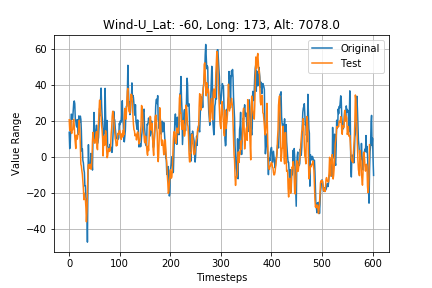 Wind-U_Lat: -60, Long: 173, Alt: 7078.0
Original
Test
Value Range
60
40
20
0
−20
−40
0 100 200 300 400 500 600
Timesteps